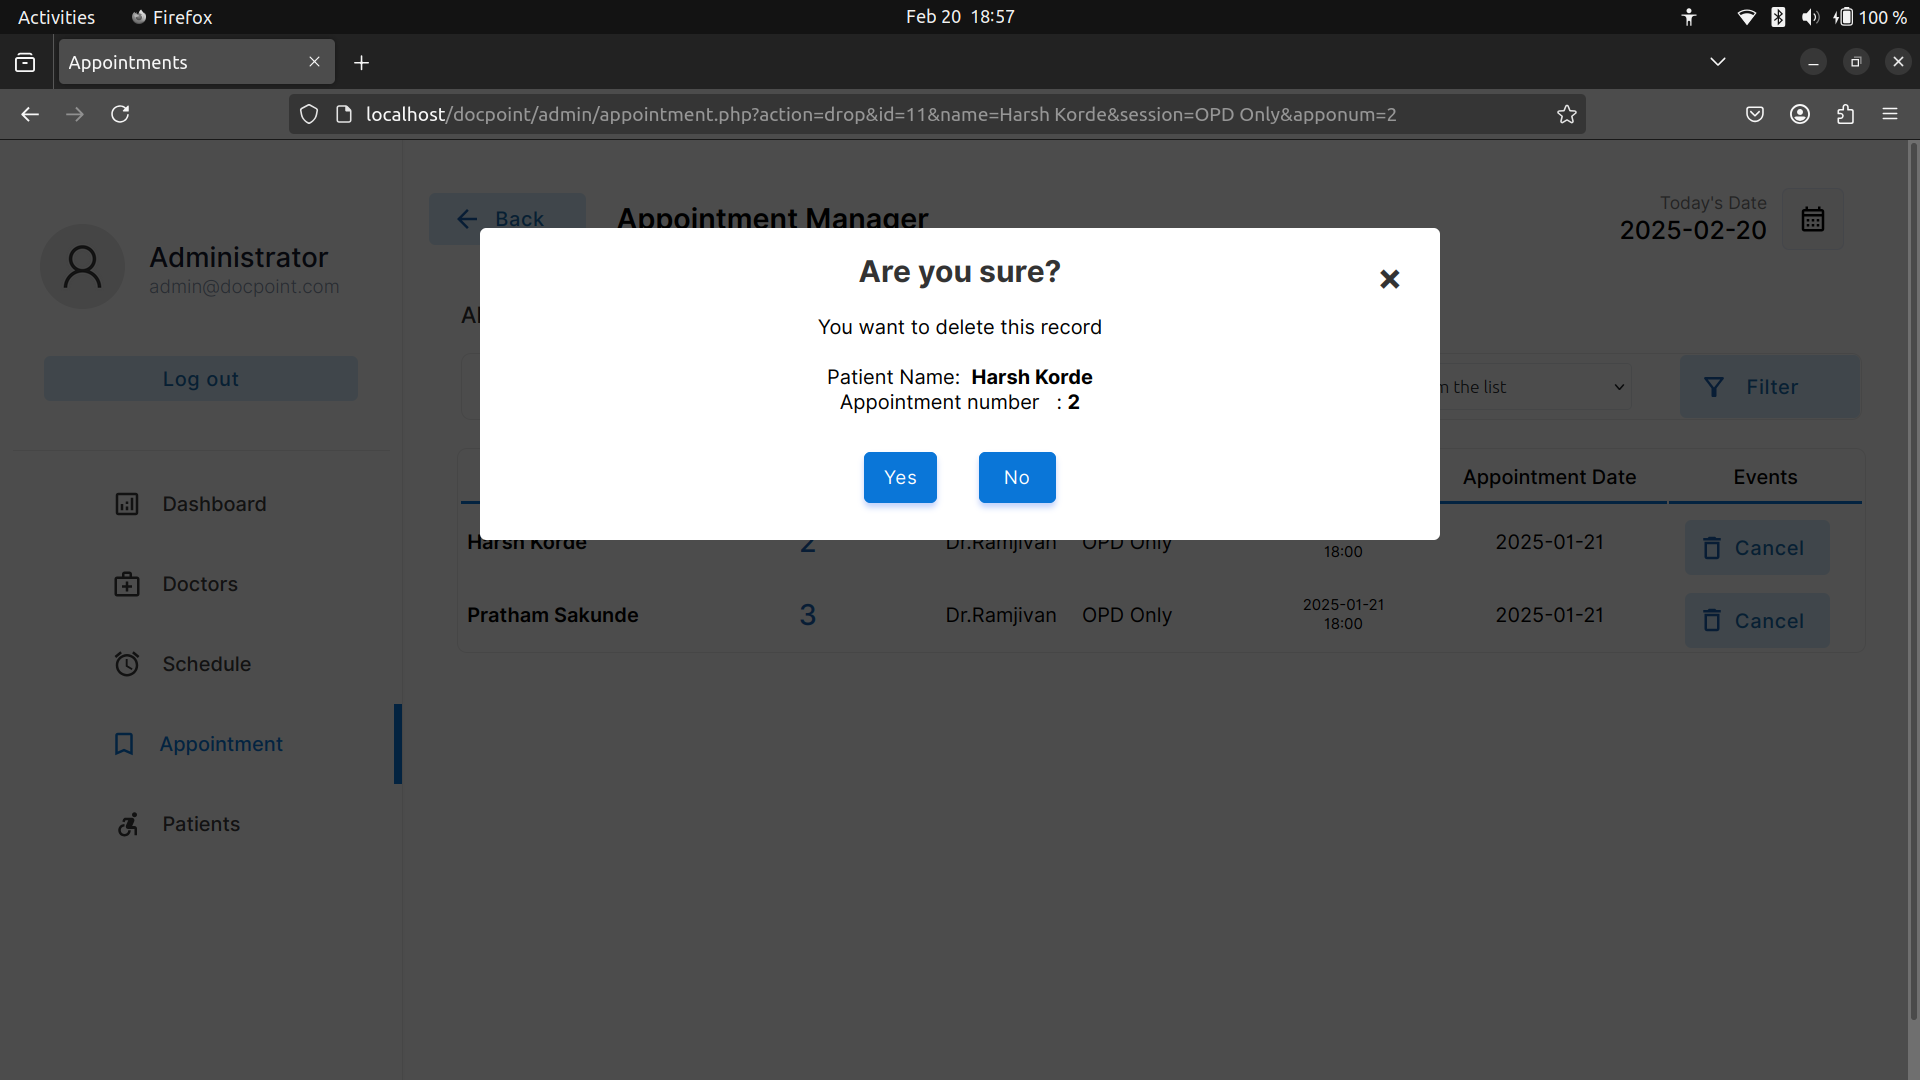 Activities Firefox Feb 20 18:57 100 %
Appointments
localhost/docpoint/admin/appointment.php?action=drop&id=11&name=Harsh Korde&session=OPD Only&apponum=2
Back Appointment Manager Today's Date
2025-02-20
Administrator
admin@docpoint.com
Log out
Are you sure?
You want to delete this record
Patient Name: Harsh Korde
Appointment number : 2
Yes No
the list Filter
Appointment Date Events
Harsh Korde 2 Dr.Ramjivan OPD Only 18:00 2025-01-21 Cancel
Pratham Sakunde 3 Dr.Ramjivan OPD Only 2025-01-21 18:00 2025-01-21 Cancel
Dashboard
Doctors
Schedule
Appointment
Patients